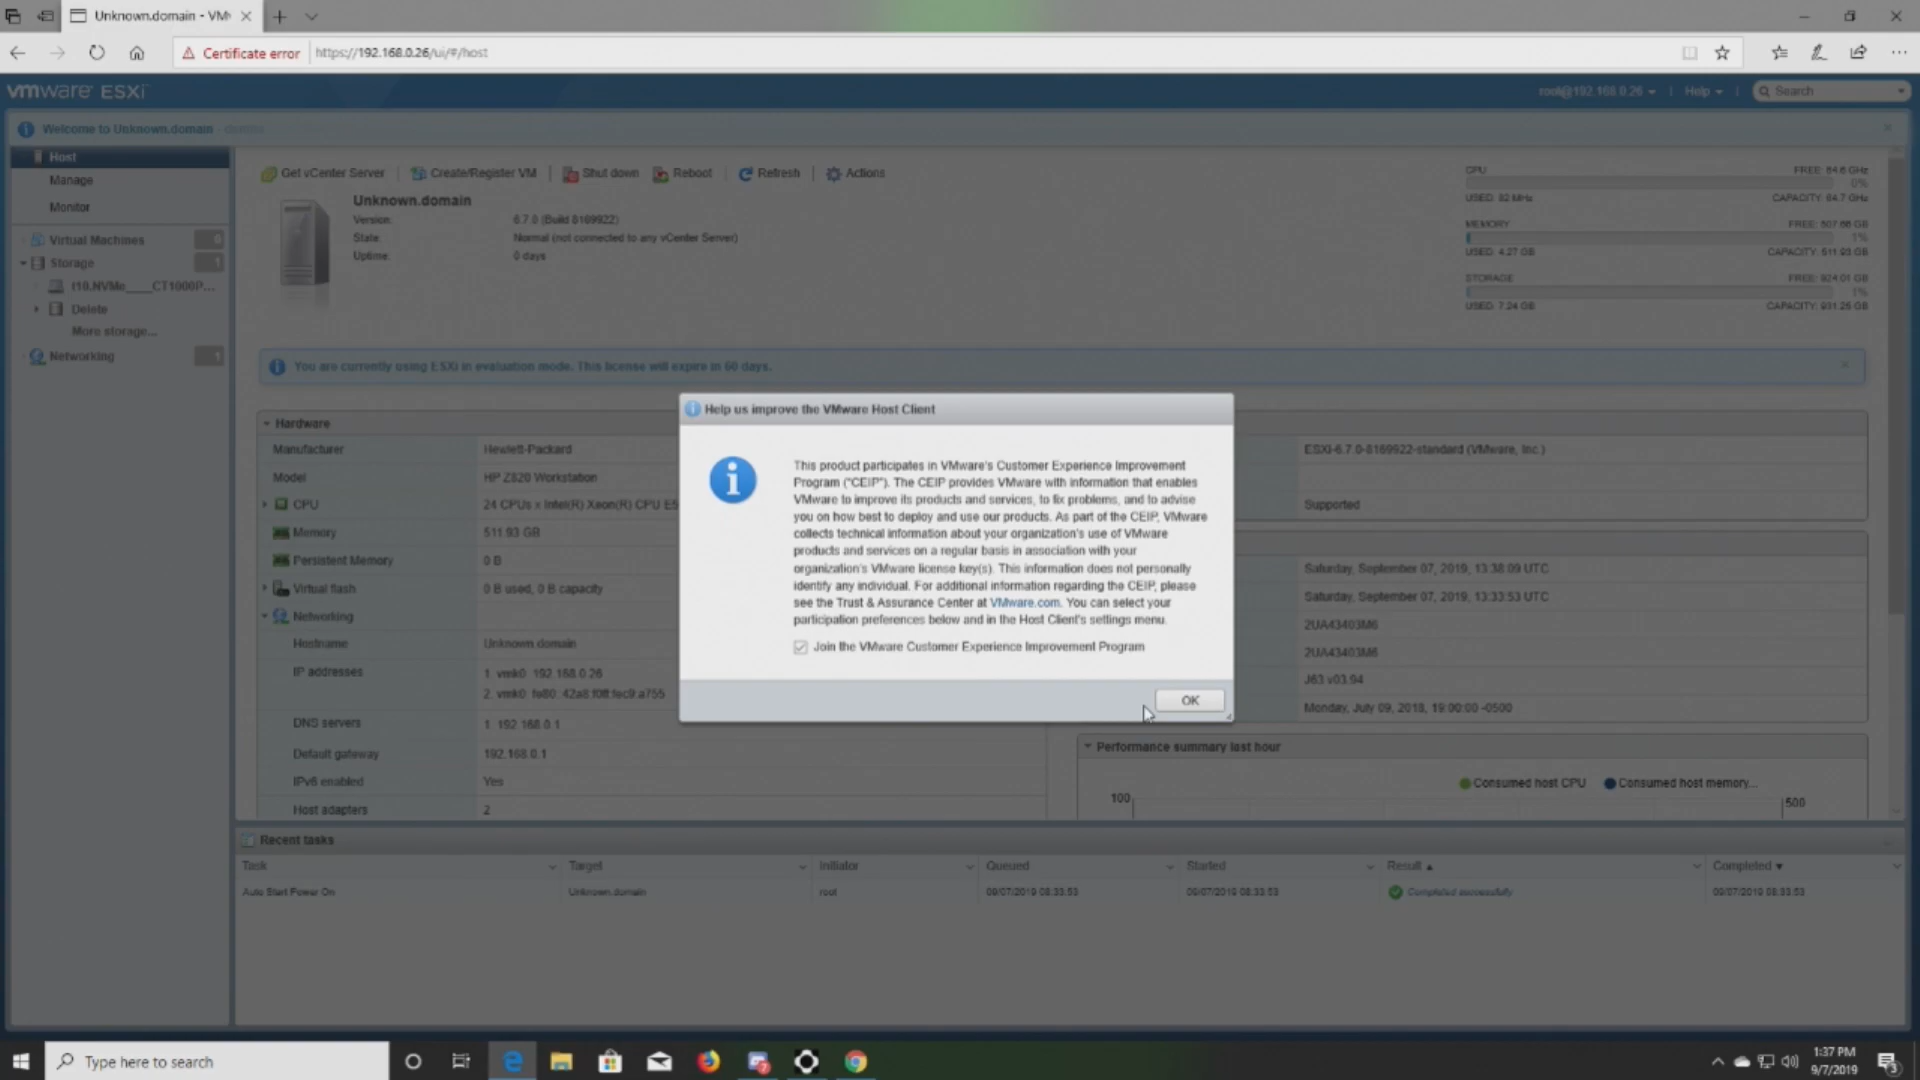 Unknown.domain - VM
Certificate error
https://192.168.0.26/ui/#/host
vmware ESXi
root@192.168.0.26
Help
Search
Welcome to Unknown.domain
Host
Manage
Monitor
Virtual Machines 0
Storage 1
t10.NVMe____CT1000P...
Delete
More storage...
Networking 1
Get vCenter Server
Create/Register VM
Shut down
Reboot
Refresh
Actions
Unknown.domain
Version: 6.7.0 (Build 8169922)
State: Normal (not connected to any vCenter Server)
Uptime: 0 days
CPU FREE: 64.6 GHz
0%
USED: 92 MHz CAPACITY: 64.7 GHz
MEMORY FREE: 507.66 GB
1%
USED: 4.27 GB CAPACITY: 511.93 GB
STORAGE FREE: 924.01 GB
1%
USED: 7.24 GB CAPACITY: 931.25 GB
You are currently using ESXi in evaluation mode. This license will expire in 60 days.
Hardware
Manufacturer Hewlett-Packard
Model HP Z820 Workstation
CPU 24 CPUs x Intel(R) Xeon(R) CPU E5
Memory 511.93 GB
Persistent Memory 0 B
Virtual flash 0 B used, 0 B capacity
Networking
Hostname Unknown.domain
IP addresses 1. vmk0: 192.168.0.26
2. vmk0: fe80::42a8:f0ff:fec9:a755
DNS servers 1. 192.168.0.1
Default gateway 192.168.0.1
IPv6 enabled Yes
Host adapters 2
Help us improve the VMware Host Client
This product participates in VMware's Customer Experience Improvement
Program ("CEIP"). The CEIP provides VMware with information that enables
VMware to improve its products and services, to fix problems, and to advise
you on how best to deploy and use our products. As part of the CEIP, VMware
collects technical information about your organization's use of VMware
products and services on a regular basis in association with your
organization's VMware license key(s). This information does not personally
identify any individual. For additional information regarding the CEIP, please
see the Trust & Assurance Center at VMware.com. You can select your
participation preferences below and in the Host Client's settings menu.
Join the VMware Customer Experience Improvement Program
OK
ESXi-6.7.0-8169922-standard (VMware, Inc.)
Supported
Saturday, September 07, 2019, 13:38:09 UTC
Saturday, September 07, 2019, 13:33:53 UTC
2UA43403M6
2UA43403M6
J63 v03.94
Monday, July 09, 2018, 19:00:00 -0500
Performance summary last hour
Consumed host CPU
Consumed host memory...
100
500
Recent tasks
Task Target Initiator Queued Started Result Completed
Auto Start Power On Unknown.domain root 09/07/2019 08:33:53 09/07/2019 08:33:53 Completed successfully 09/07/2019 08:33:53
Type here to search
1:37 PM
9/7/2019